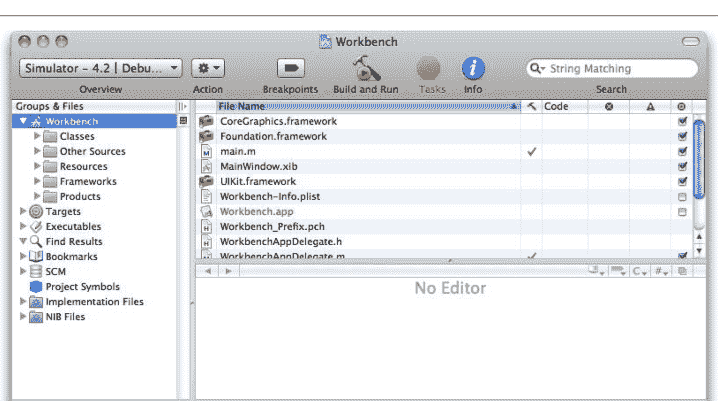 Workbench
Simulator – 4.2 | Debu...
String Matching
Overview
Action
Breakpoints
Build and Run
Tasks
Info
Search
Groups & Files
File Name
Code
Workbench
CoreGraphics.framework
Classes
Foundation.framework
Other Sources
main.m
Resources
MainWindow.xib
Frameworks
UIKit.framework
Products
Workbench-Info.plist
Targets
Workbench.app
Executables
Workbench_Prefix.pch
Find Results
WorkbenchAppDelegate.h
Bookmarks
WorkbenchAppDelegate.m
SCM
C
#
No Editor
Project Symbols
Implementation Files
NIB Files